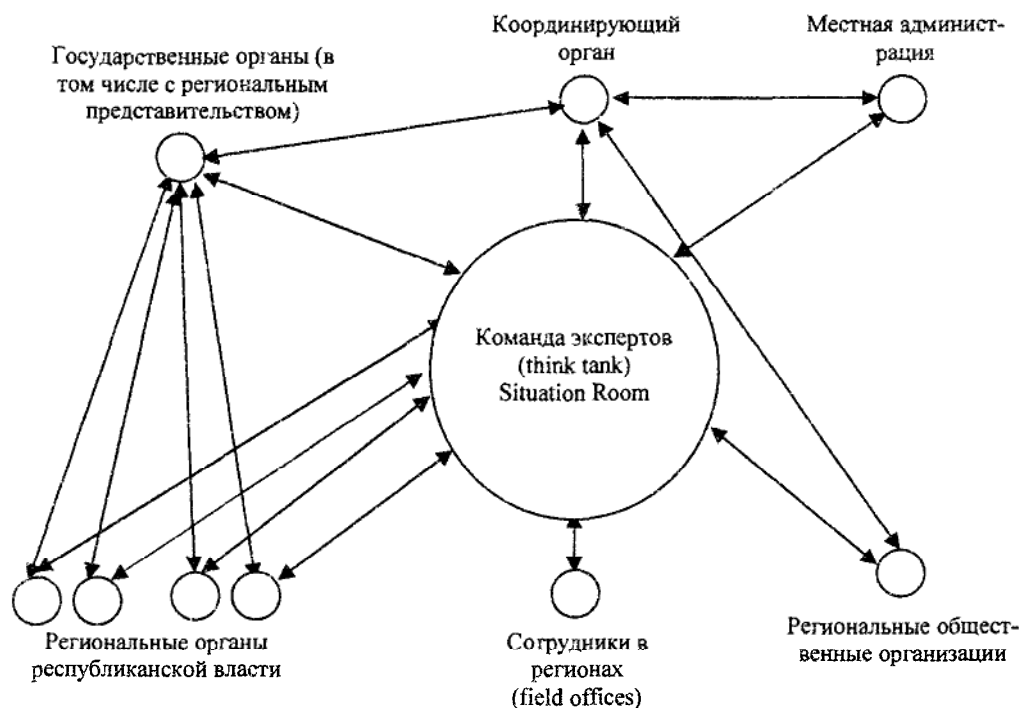 Государственные органы (в
том числе с региональным
представительством)
Координирующий
орган
Местная админист-
рация
Команда экспертов
(think tank)
Situation Room
Региональные органы
республиканской власти
Сотрудники в
регионах
(field offices)
Региональные общест-
венные организации